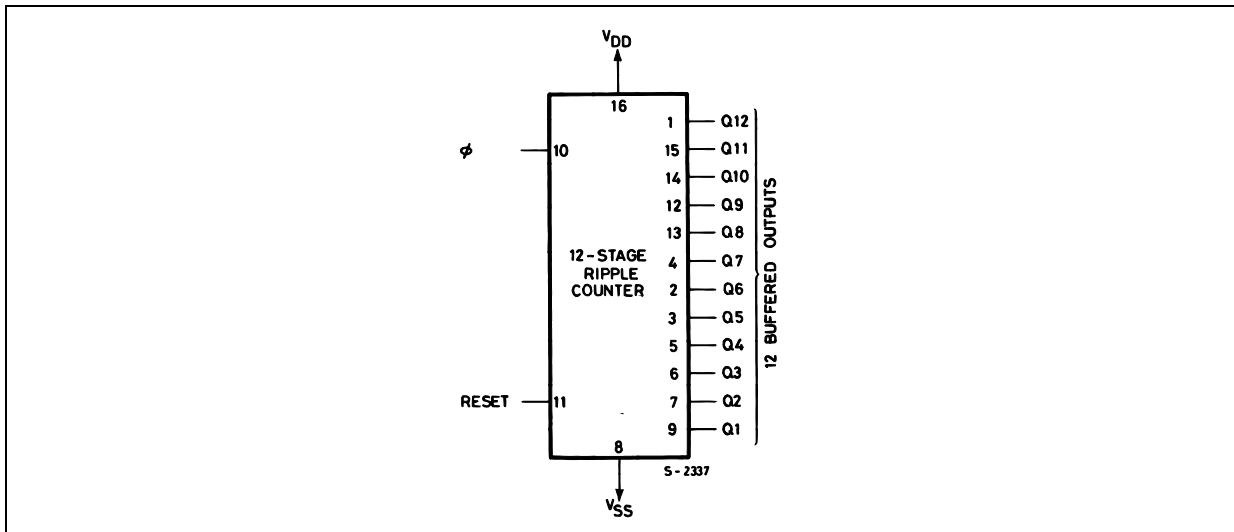 VDD
16
1 Q12
ϕ 10 15 Q11
14 Q10
12 Q9
13 Q8
12-STAGE 4 Q7
RIPPLE
COUNTER 2 Q6
3 Q5
5 Q4
6 Q3
RESET 11 7 Q2
9 Q1
8
S-2337
VSS
12 BUFFERED OUTPUTS